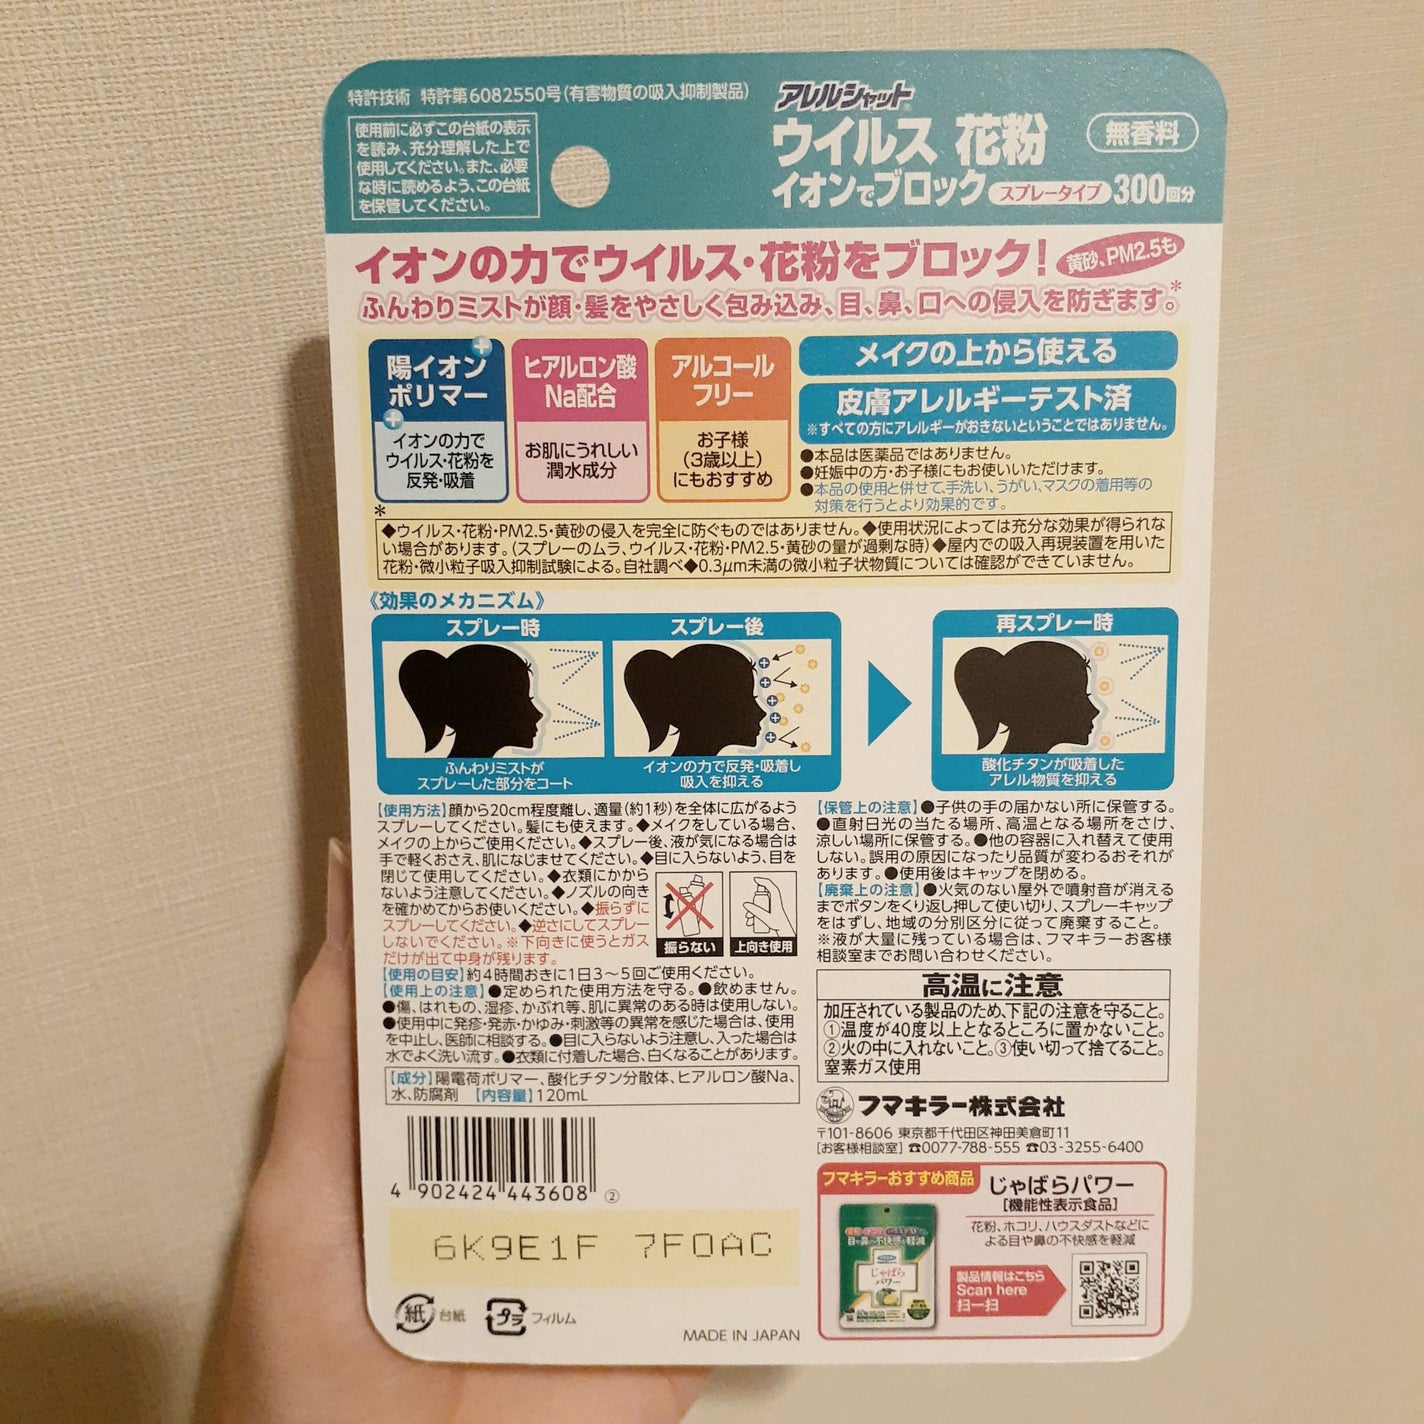 特許技術 特許第6082550号(有害物質の吸入抑制製品)
使用前に必ずこの台紙の表示
を読み、充分理解した上で
使用してください。また、必要
な時に読めるよう、この台紙
を保管してください。
アレルシャット
ウイルス 花粉
無香料
イオンでブロック スプレータイプ 300回分
イオンの力でウイルス・花粉をブロック! 黄砂、PM2.5も
ふんわりミストが顔・髪をやさしく包み込み、目、鼻、口への侵入を防ぎます。*
陽イオン
ポリマー
イオンの力で
ウイルス・花粉を
反発・吸着
ヒアルロン酸
Na配合
お肌にうれしい
潤水成分
アルコール
フリー
お子様
(3歳以上)
にもおすすめ
メイクの上から使える
皮膚アレルギーテスト済
※すべての方にアレルギーがおきないということではありません。
●本品は医薬品ではありません。
●妊娠中の方・お子様にもお使いいただけます。
●本品の使用と併せて、手洗い、うがい、マスクの着用等の
対策を行うとより効果的です。
*
◆ウイルス・花粉・PM2.5・黄砂の侵入を完全に防ぐものではありません。◆使用状況によっては充分な効果が得られな
い場合があります。(スプレーのムラ、ウイルス・花粉・PM2.5・黄砂の量が過剰な時)◆屋内での吸入再現装置を用いた
花粉・微小粒子吸入抑制試験による。自社調べ◆0.3μm未満の微小粒子状物質については確認ができていません。
《効果のメカニズム》
スプレー時
ふんわりミストが
スプレーした部分をコート
スプレー後
イオンの力で反発・吸着し
吸入を抑える
再スプレー時
酸化チタンが吸着した
アレル物質を抑える
【使用方法】顔から20cm程度離し、適量(約1秒)を全体に広がるよう
スプレーしてください。髪にも使えます。◆メイクをしている場合、
メイクの上からご使用ください。◆スプレー後、液が気になる場合は
手で軽くおさえ、肌になじませてください。◆目に入らないよう、目を
閉じて使用してください。◆衣類にかから
ないよう注意してください。◆ノズルの向き
を確かめてからお使いください。◆振らずに
スプレーしてください。◆逆さにしてスプレー
しないでください。※下向きに使うとガス
だけが出て中身が残ります。
振らない
上向き使用
【使用の目安】約4時間おきに1日3～5回ご使用ください。
【使用上の注意】●定められた使用方法を守る。●飲めません。
●傷、はれもの、湿疹、かぶれ等、肌に異常のある時は使用しない。
●使用中に発疹・発赤・かゆみ・刺激等の異常を感じた場合は、使用
を中止し、医師に相談する。●目に入らないよう注意し、入った場合は
水でよく洗い流す。●衣類に付着した場合、白くなることがあります。
【成分】陽電荷ポリマー、酸化チタン分散体、ヒアルロン酸Na、
水、防腐剤 【内容量】120mL
4 902424 443608 ②
6K9E1F 7F0AC
紙 台紙 プラ フィルム
MADE IN JAPAN
【保管上の注意】●子供の手の届かない所に保管する。
●直射日光の当たる場所、高温となる場所をさけ、
涼しい場所に保管する。●他の容器に入れ替えて使用
しない。誤用の原因になったり品質が変わるおそれが
あります。●使用後はキャップを閉める。
【廃棄上の注意】●火気のない屋外で噴射音が消える
までボタンをくり返し押して使い切り、スプレーキャップ
をはずし、地域の分別区分に従って廃棄すること。
※液が大量に残っている場合は、フマキラーお客様
相談室までお問い合わせください。
高温に注意
加圧されている製品のため、下記の注意を守ること。
①温度が40度以上となるところに置かないこと。
②火の中に入れないこと。③使い切って捨てること。
窒素ガス使用
フマキラー株式会社
〒101-8606 東京都千代田区神田美倉町11
[お客様相談室] ☎0077-788-555 ☎03-3255-6400
フマキラーおすすめ商品
じゃばらパワー
[機能性表示食品]
花粉、ホコリ、ハウスダストなどに
よる目や鼻の不快感を軽減
目や鼻の不快感を軽減
じゃばら
パワー
製品情報はこちら
Scan here
扫一扫